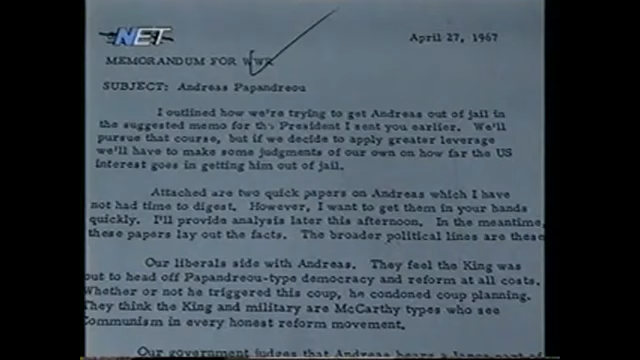 NET
April 27, 1967
MEMORANDUM FOR WWR
SUBJECT: Andreas Papandreou
I outlined how we're trying to get Andreas out of jail in
the suggested memo for the President I sent you earlier. We'll
pursue that course, but if we decide to apply greater leverage
we'll have to make some judgments of our own on how far the US
interest goes in getting him out of jail.
Attached are two quick papers on Andreas which I have
not had time to digest. However, I want to get them in your hands
quickly. I'll provide analysis later this afternoon. In the meantime,
these papers lay out the facts. The broader political lines are these
Our liberals side with Andreas. They feel the King was
out to head off Papandreou-type democracy and reform at all costs.
Whether or not he triggered this coup, he condoned coup planning.
They think the King and military are McCarthy types who see
Communism in every honest reform movement.
Our government judges that Andreas bears a large part of